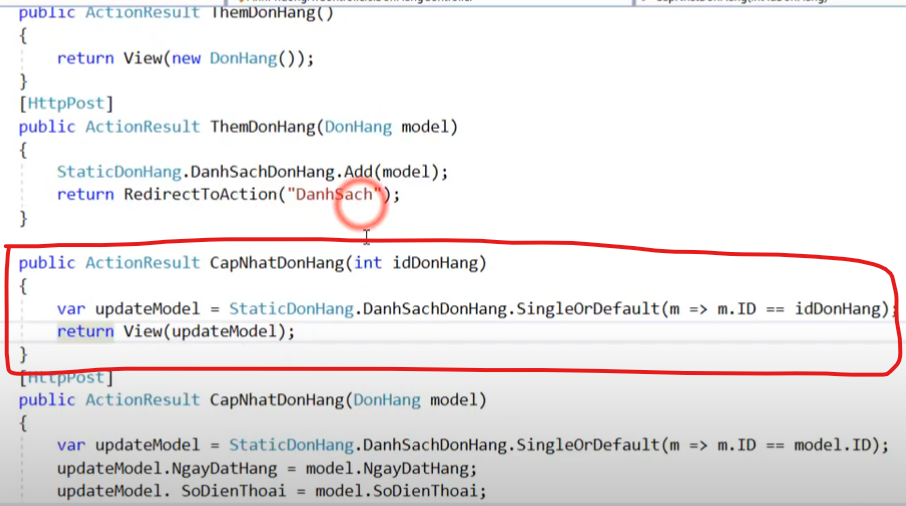 public ActionResult ThemDonHang()
{
return View(new DonHang());
}
[HttpPost]
public ActionResult ThemDonHang(DonHang model)
{
StaticDonHang.DanhSachDonHang.Add(model);
return RedirectToAction("DanhSach");
}
public ActionResult CapNhatDonHang(int idDonHang)
{
var updateModel = StaticDonHang.DanhSachDonHang.SingleOrDefault(m => m.ID == idDonHang);
return View(updateModel);
}
[HttpPost]
public ActionResult CapNhatDonHang(DonHang model)
{
var updateModel = StaticDonHang.DanhSachDonHang.SingleOrDefault(m => m.ID == model.ID);
updateModel.NgayDatHang = model.NgayDatHang;
updateModel. SoDienThoai = model.SoDienThoai;